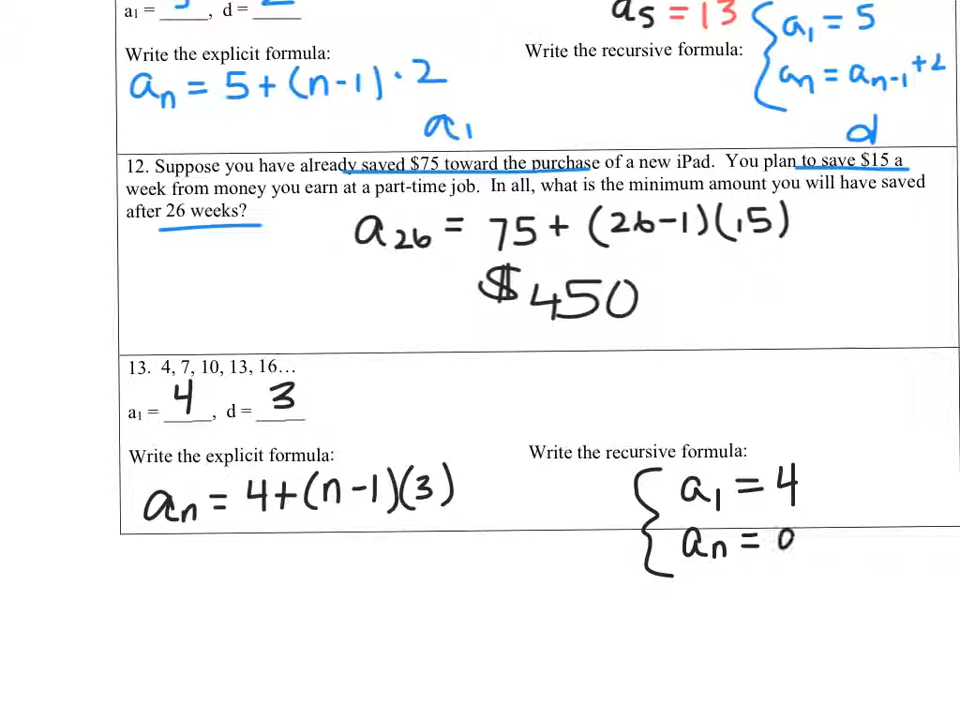 a₁ = 5, d = 2
a₅ = 13
Write the explicit formula:
aₙ = 5 + (n-1) · 2
Write the recursive formula:
{ a₁ = 5
aₙ = aₙ₋₁ + 2
a₁
d
12. Suppose you have already saved $75 toward the purchase of a new iPad. You plan to save $15 a
week from money you earn at a part-time job. In all, what is the minimum amount you will have saved
after 26 weeks?
a₂₆ = 75 + (26-1)(15)
$450
13. 4, 7, 10, 13, 16…
a₁ = 4, d = 3
Write the explicit formula:
aₙ = 4+(n-1)(3)
Write the recursive formula:
{ a₁ = 4
aₙ = 0